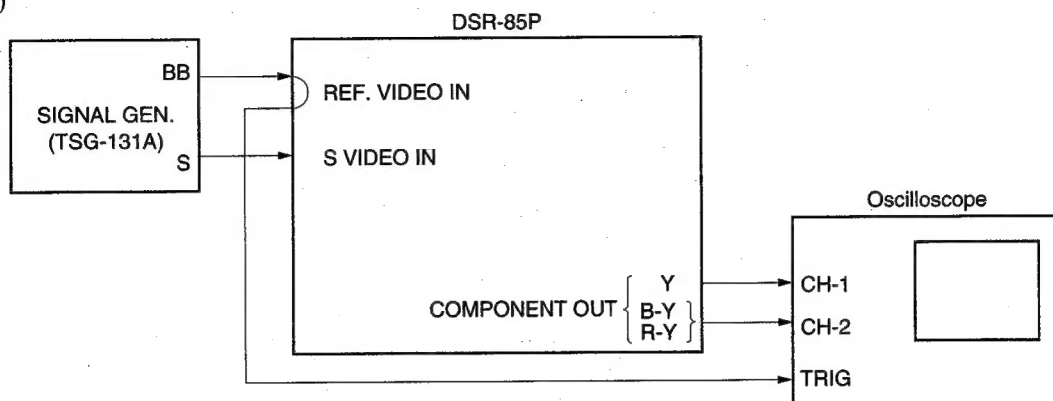 )
DSR-85P
BB
REF. VIDEO IN
SIGNAL GEN.
(TSG-131A)
S
S VIDEO IN
Oscilloscope
COMPONENT OUT
Y
B-Y
R-Y
CH-1
CH-2
TRIG